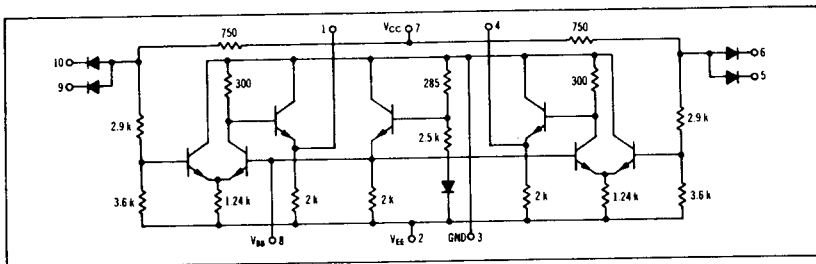 750 1 VCC 7 4 750
10 300 285 300 6
9 5
2.9 k 2.5 k 2.9 k
3.6 k 1.24 k 2 k 2 k 2 k 1.24 k 3.6 k
VBB 8 VEE 2 GND 3